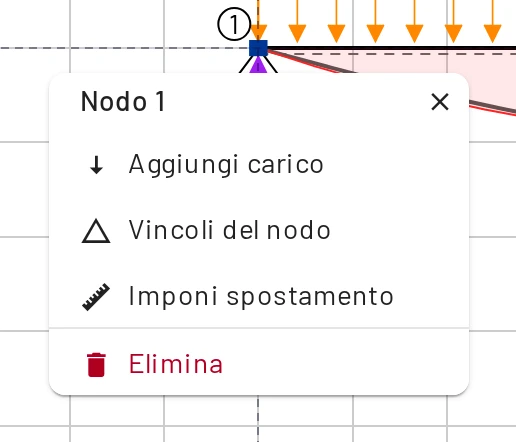 1
Nodo 1
Aggiungi carico
Vincoli del nodo
Imponi spostamento
Elimina